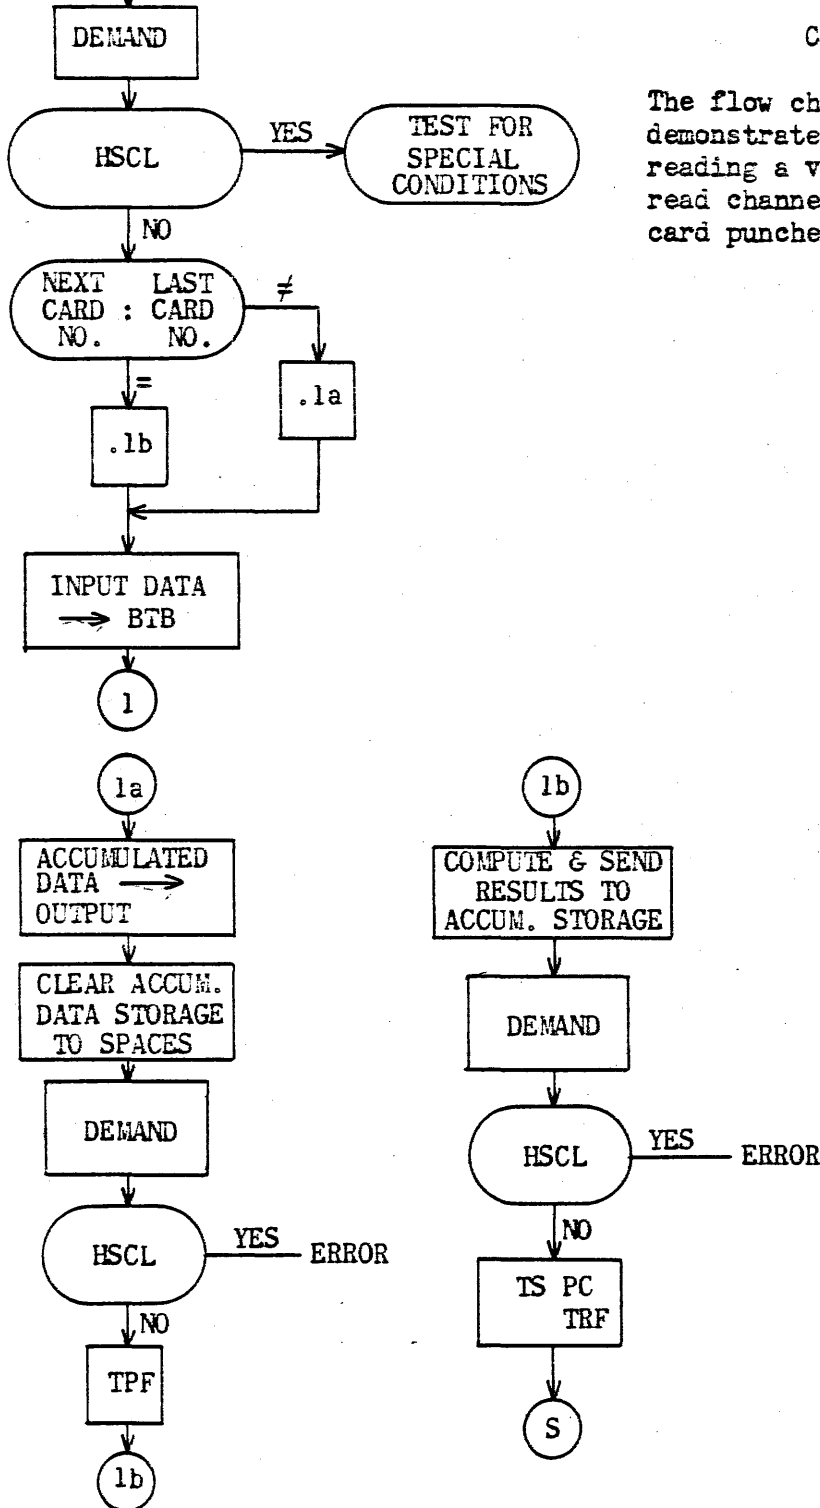 DEMAND
C
HSCL
YES
TEST FOR
SPECIAL
CONDITIONS
The flow ch
demonstrate
reading a v
read channe
card punche
NO
NEXT LAST
CARD : CARD
NO. NO.
≠
=
.1a
.1b
INPUT DATA
→ BTB
1
1a
ACCUMULATED
DATA →
OUTPUT
CLEAR ACCUM.
DATA STORAGE
TO SPACES
DEMAND
HSCL
YES
ERROR
NO
TPF
1b
1b
COMPUTE & SEND
RESULTS TO
ACCUM. STORAGE
DEMAND
HSCL
YES
ERROR
NO
TS PC
TRF
S